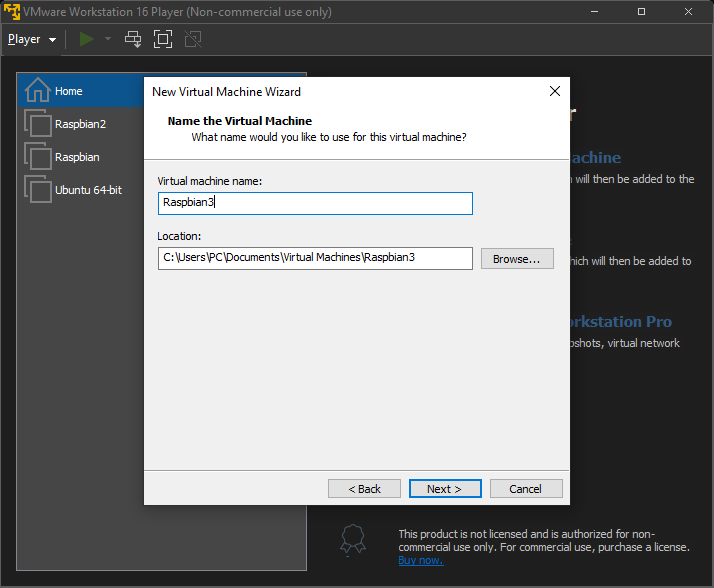 VMware Workstation 16 Player (Non-commercial use only)
Player
Home
Raspbian2
Raspbian
Ubuntu 64-bit
New Virtual Machine Wizard
Name the Virtual Machine
What name would you like to use for this virtual machine?
Virtual machine name:
Raspbian3
Location:
C:\Users\PC\Documents\Virtual Machines\Raspbian3
Browse...
< Back
Next >
Cancel
will then be added to the
will then be added to
Pro
virtual network
This product is not licensed and is authorized for non-
commercial use only. For commercial use, purchase a license.
Buy now.